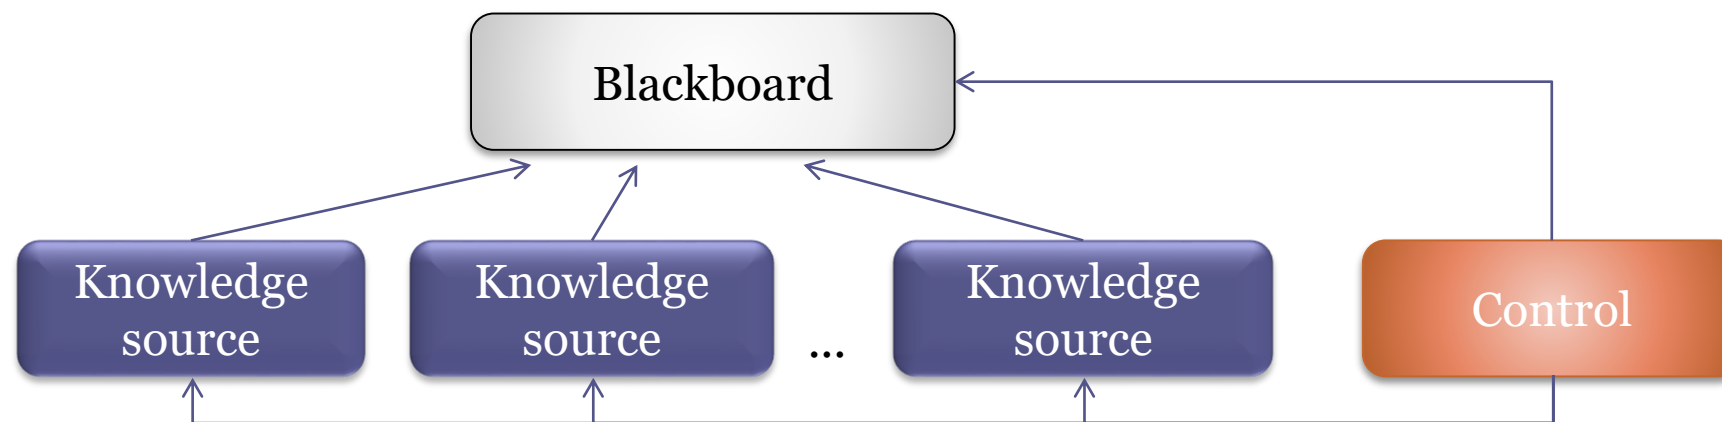 Blackboard
Knowledge
source
Knowledge
source
...
Knowledge
source
Control